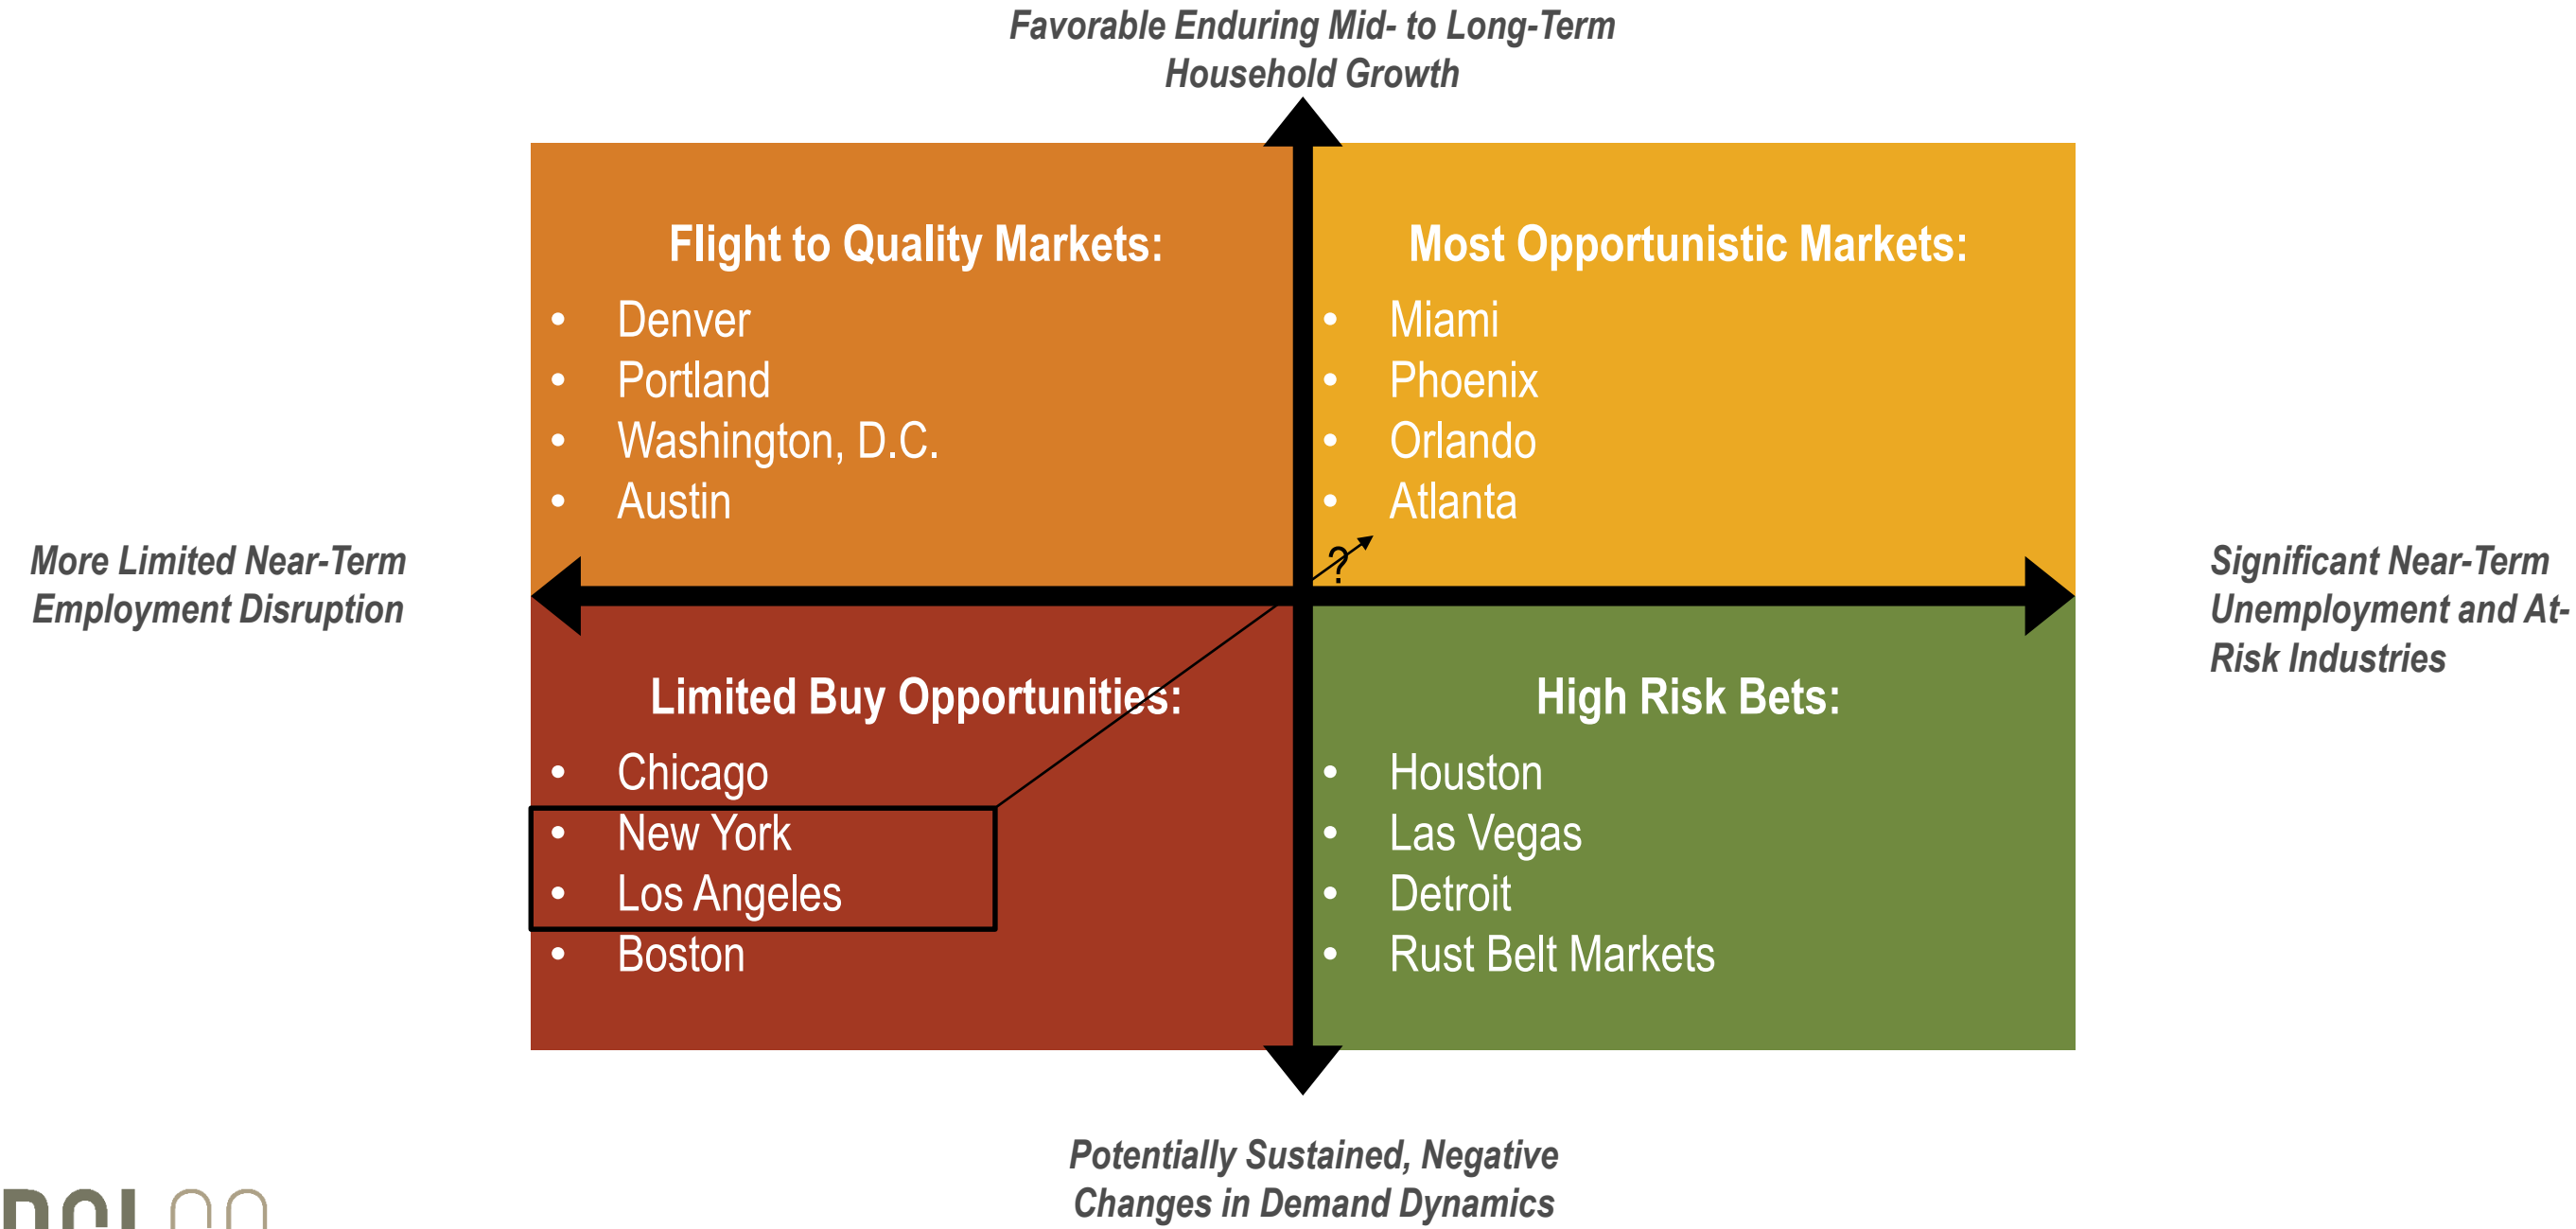 Favorable Enduring Mid- to Long-Term
Household Growth
Flight to Quality Markets:
• Denver
• Portland
• Washington, D.C.
• Austin
Most Opportunistic Markets:
• Miami
• Phoenix
• Orlando
• Atlanta
?
More Limited Near-Term
Employment Disruption
Significant Near-Term
Unemployment and At-
Risk Industries
Limited Buy Opportunities:
• Chicago
• New York
• Los Angeles
• Boston
High Risk Bets:
• Houston
• Las Vegas
• Detroit
• Rust Belt Markets
Potentially Sustained, Negative
Changes in Demand Dynamics